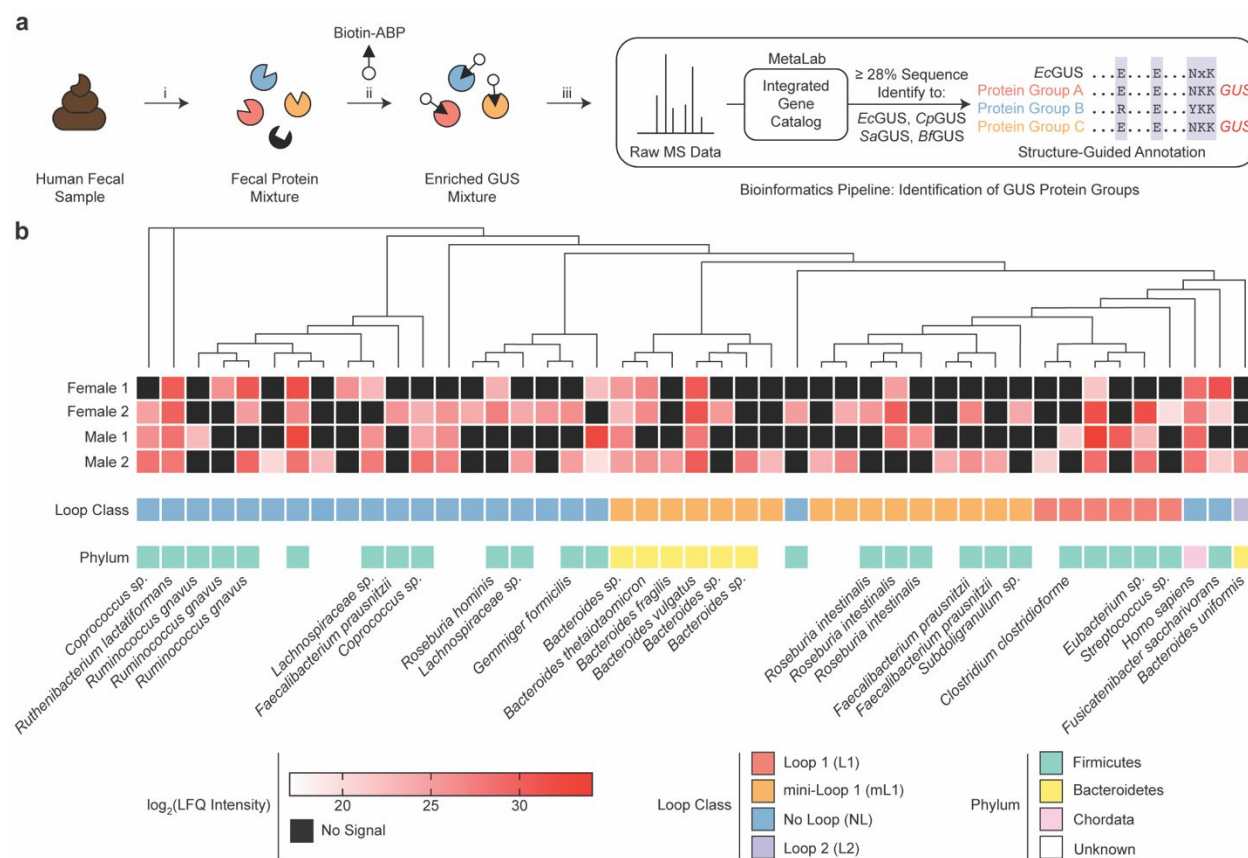 a
Biotin-ABP
i
ii
iii
Human Fecal
Sample
Fecal Protein
Mixture
Enriched GUS
Mixture
Raw MS Data
MetaLab
Integrated
Gene
Catalog
≥ 28% Sequence
Identify to:
EcGUS, CpGUS
SaGUS, BfGUS
EcGUS ....E...E...NxK
Protein Group A ....E...E...NKK GUS
Protein Group B ....R...E...YKK
Protein Group C ....E...E...NKK GUS
Structure-Guided Annotation
Bioinformatics Pipeline: Identification of GUS Protein Groups
b
Female 1
Female 2
Male 1
Male 2
Loop Class
Phylum
Coprococcus sp.
Ruthenibacterium lactatiformans
Ruminococcus gnavus
Ruminococcus gnavus
Ruminococcus gnavus
Lachnospiraceae sp.
Faecalibacterium prausnitzii
Coprococcus sp.
Roseburia hominis
Lachnospiraceae sp.
Gemmiger formicilis
Bacteroides sp.
Bacteroides thetaiotaomicron
Bacteroides fragilis
Bacteroides vulgatus
Bacteroides sp.
Bacteroides sp.
Roseburia intestinalis
Roseburia intestinalis
Roseburia intestinalis
Faecalibacterium prausnitzii
Faecalibacterium prausnitzii
Subdoligranulum sp.
Clostridium clostridioforme
Eubacterium sp.
Streptococcus sp.
Homo sapiens
Fusicatenibacter saccharivorans
Bacteroides uniformis
log2(LFQ Intensity)
20
25
30
No Signal
Loop Class
Loop 1 (L1)
mini-Loop 1 (mL1)
No Loop (NL)
Loop 2 (L2)
Phylum
Firmicutes
Bacteroidetes
Chordata
Unknown